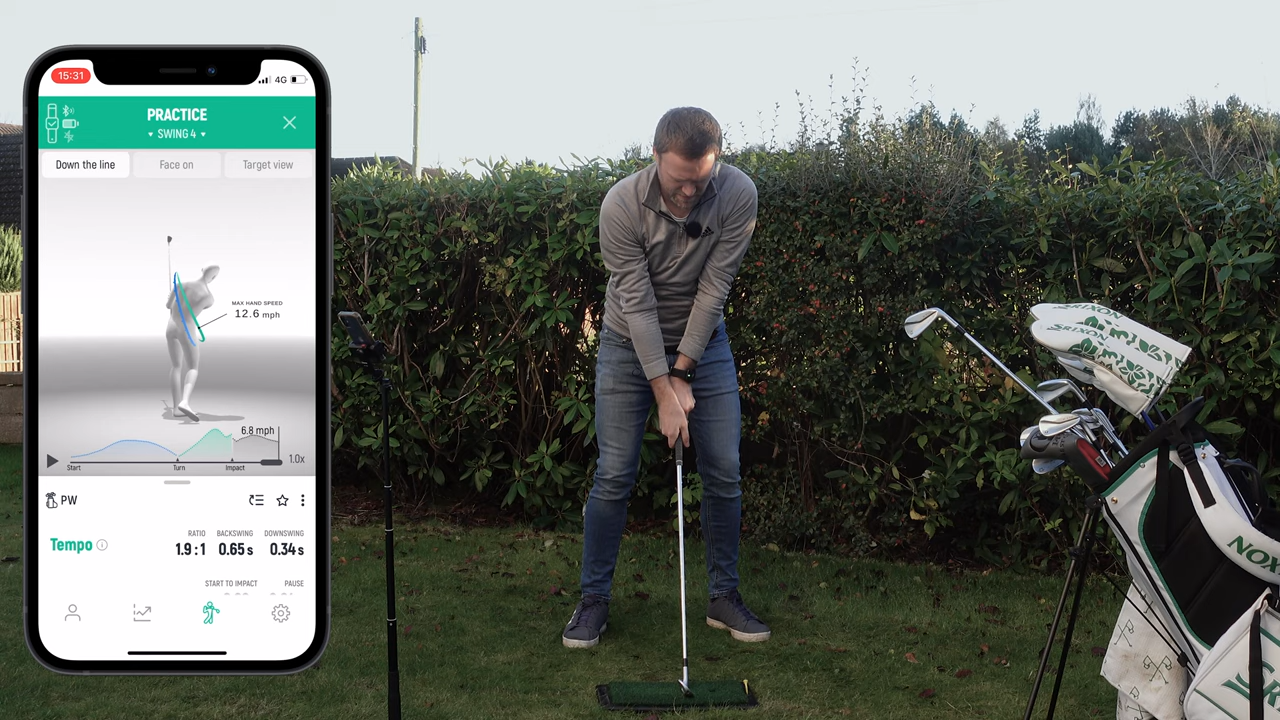 15:31
4G
PRACTICE
SWING 4
Down the line
Face on
Target view
MAX HAND SPEED
12.6 mph
6.8 mph
1.0x
Start
Turn
Impact
PW
RATIO
BACKSWING
DOWNSWING
Tempo
1.9 : 1
0.65 s
0.34 s
START TO IMPACT
PAUSE
SRIXON
SRIXON